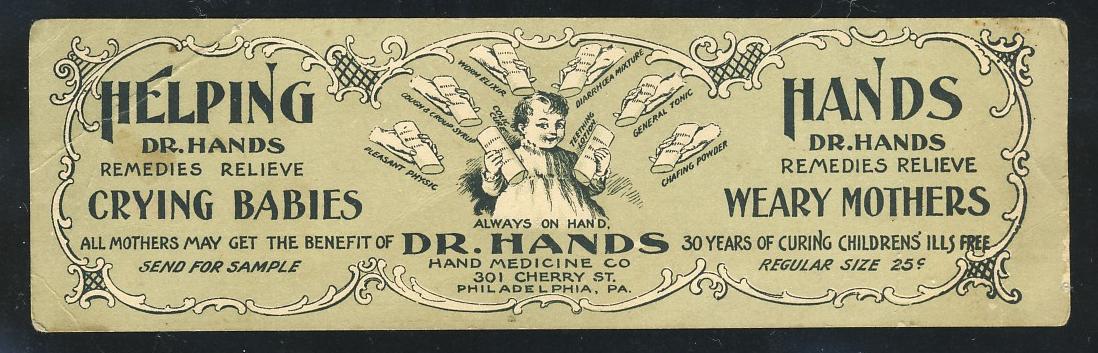 HELPING
DR. HANDS
REMEDIES RELIEVE
CRYING BABIES
PLEASANT PHYSIC
COUGH & CROUP SYRUP
WORM ELIXIR
COLIC CURE
TEETHING LOTION
DIARRHŒA MIXTURE
GENERAL TONIC
CHAFING POWDER
HANDS
DR. HANDS
REMEDIES RELIEVE
WEARY MOTHERS
ALWAYS ON HAND,
ALL MOTHERS MAY GET THE BENEFIT OF DR. HANDS 30 YEARS OF CURING CHILDRENS' ILLS FREE
SEND FOR SAMPLE
HAND MEDICINE CO
301 CHERRY ST.
PHILADELPHIA, PA.
REGULAR SIZE 25¢